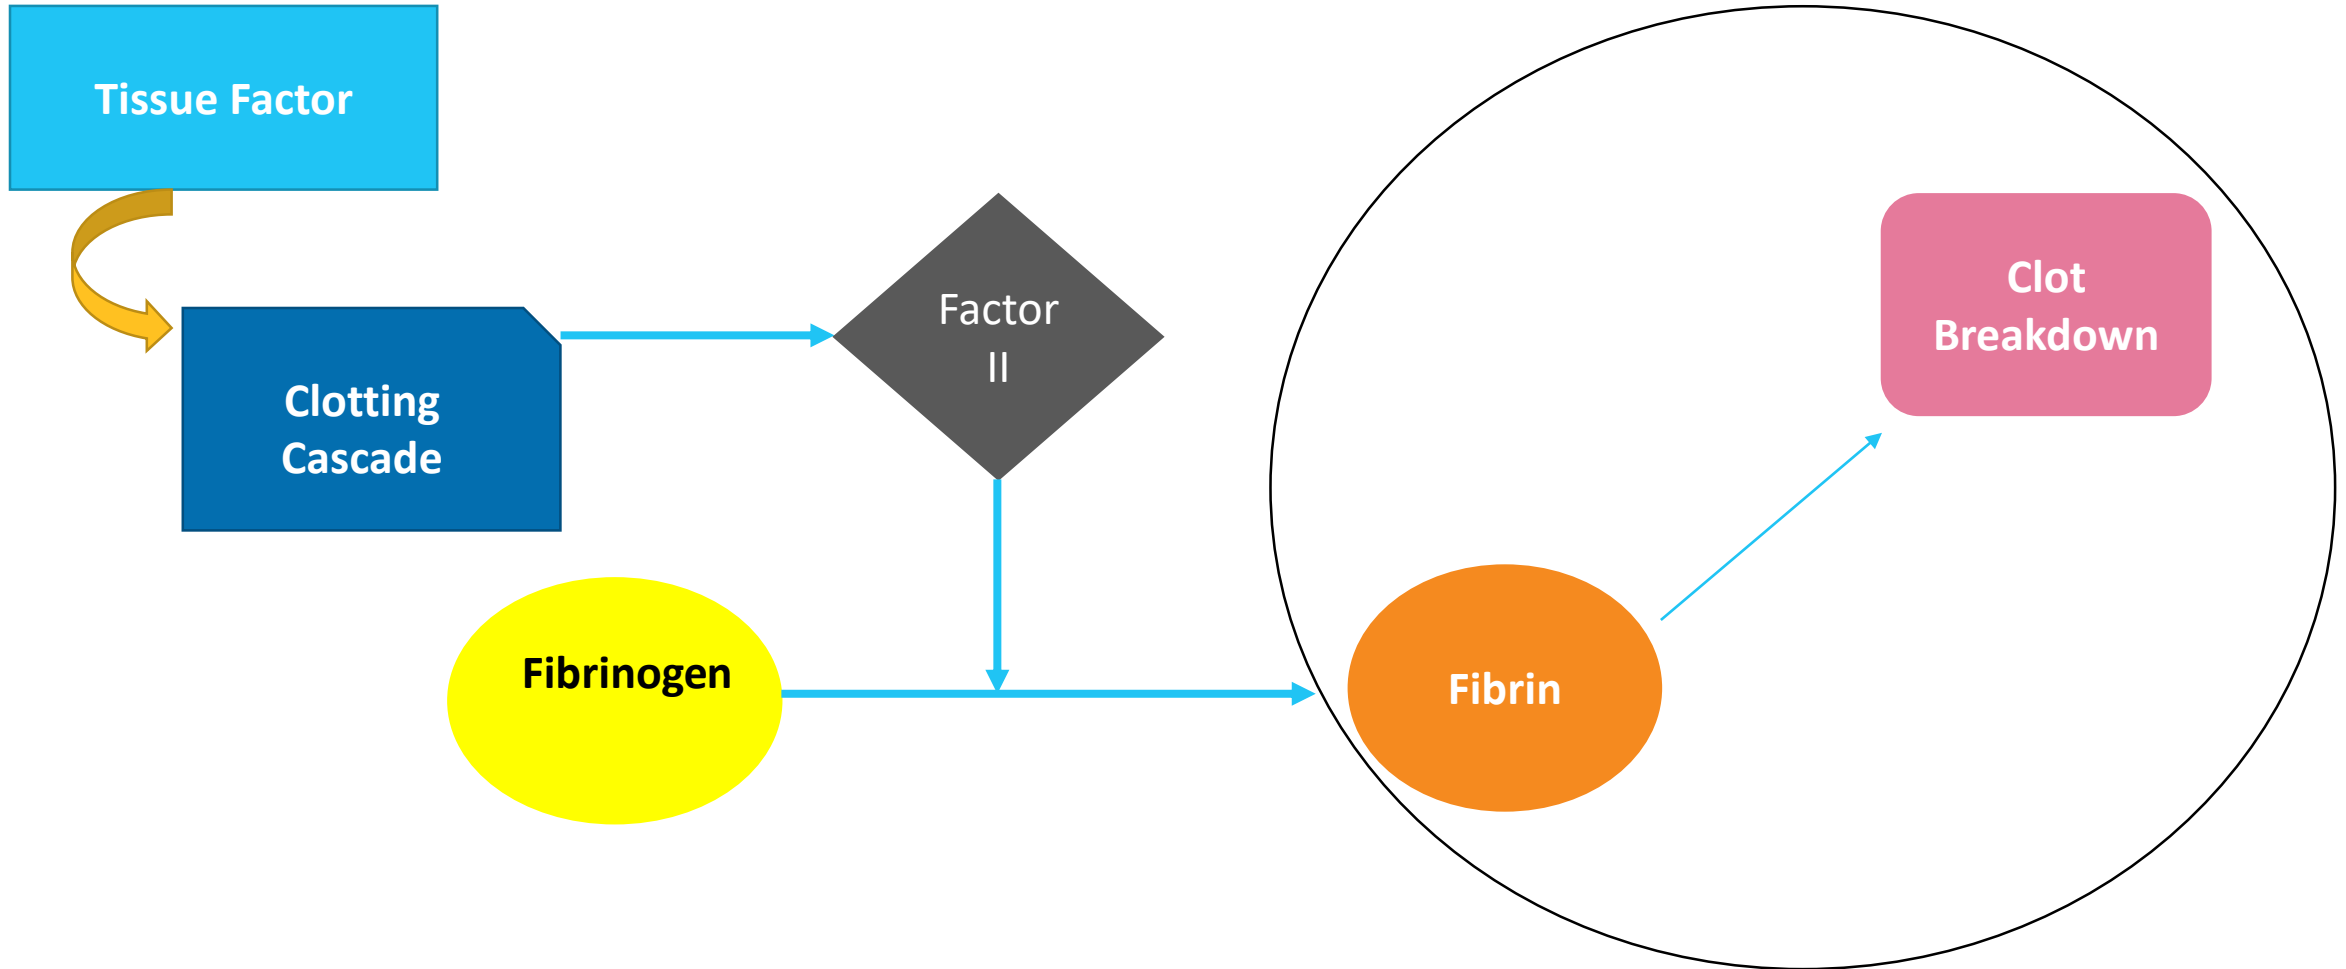 Tissue Factor
Clotting
Cascade
Factor
II
Fibrinogen
Fibrin
Clot
Breakdown